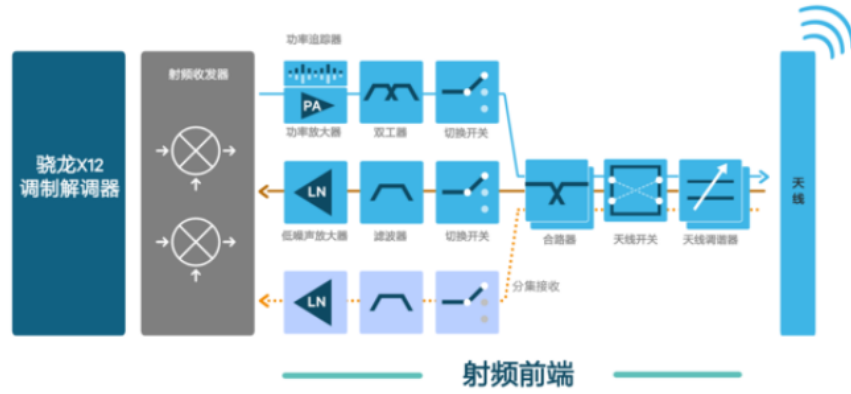 功率追踪器
射频收发器
PA
功率放大器
双工器
切换开关
骁龙X12
调制解调器
LN
低噪声放大器
滤波器
切换开关
合路器
天线开关
天线调谐器
天线
LN
分集接收
射频前端